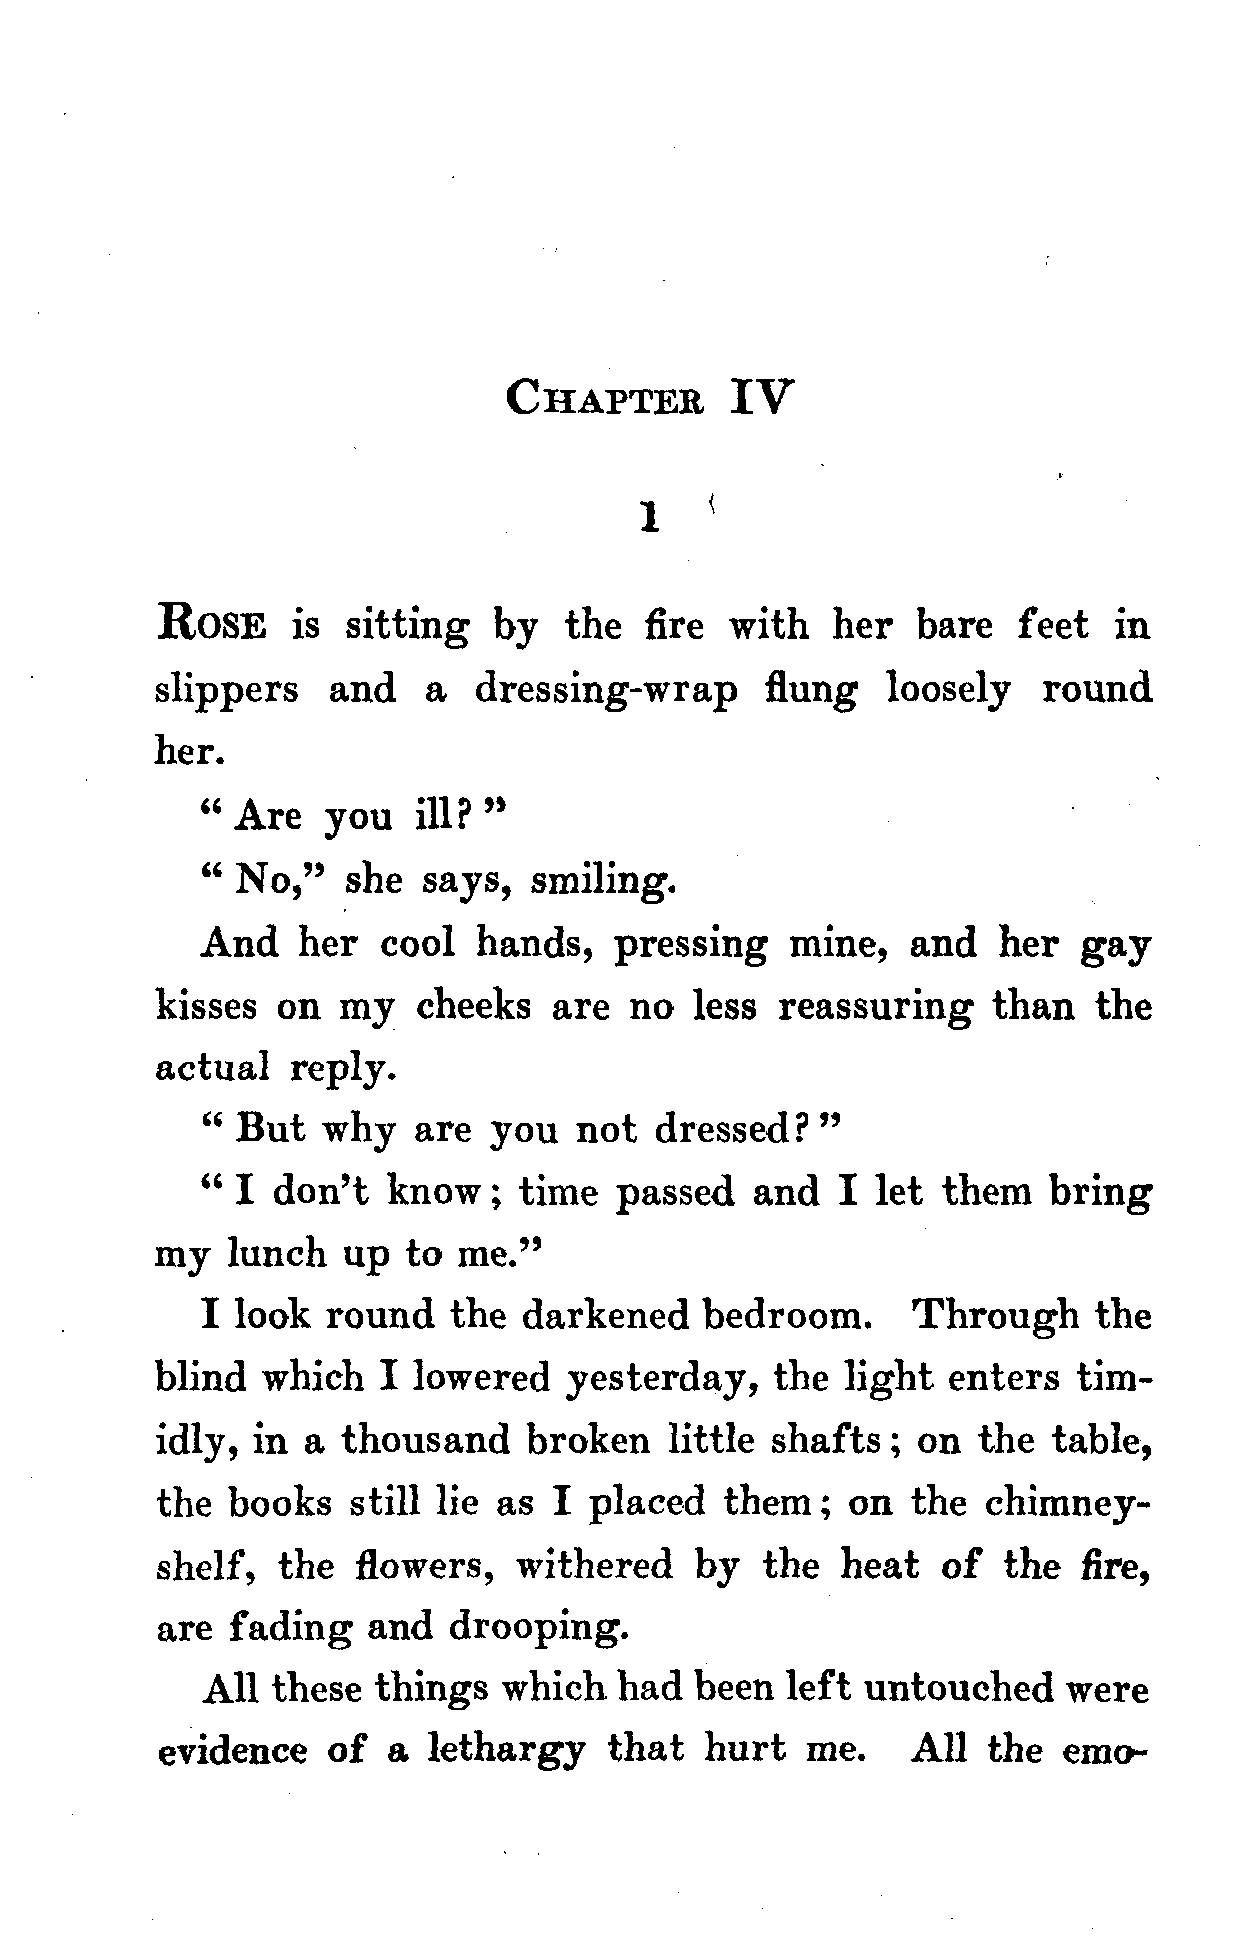 CHAPTER IV
1
ROSE is sitting by the fire with her bare feet in
slippers and a dressing-wrap flung loosely round
her.
" Are you ill? "
" No," she says, smiling.
And her cool hands, pressing mine, and her gay
kisses on my cheeks are no less reassuring than the
actual reply.
" But why are you not dressed? "
" I don't know; time passed and I let them bring
my lunch up to me."
I look round the darkened bedroom. Through the
blind which I lowered yesterday, the light enters tim-
idly, in a thousand broken little shafts; on the table,
the books still lie as I placed them; on the chimney-
shelf, the flowers, withered by the heat of the fire,
are fading and drooping.
All these things which had been left untouched were
evidence of a lethargy that hurt me. All the emo-